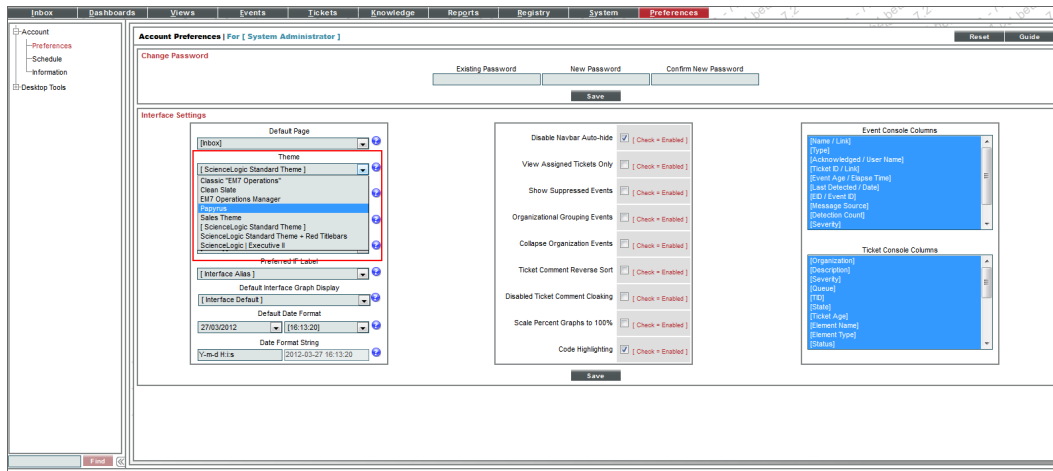 Inbox Dashboards Views Events Tickets Knowledge Reports Registry System Preferences
Account
Preferences
Schedule
Information
Desktop Tools
Account Preferences | For [ System Administrator ]
Reset Guide
Change Password
Existing Password New Password Confirm New Password
Save
Interface Settings
Default Page
[Inbox]
Theme
[ ScienceLogic Standard Theme ]
Classic "EM7 Operations"
Clean Slate
EM7 Operations Manager
Papyrus
Sales Theme
[ ScienceLogic Standard Theme ]
ScienceLogic Standard Theme + Red Titlebars
ScienceLogic | Executive II
Preferred IF Label
[ Interface Alias ]
Default Interface Graph Display
[ Interface Default ]
Default Date Format
27/03/2012 [16:13:20]
Date Format String
Y-m-d H:i:s 2012-03-27 16:13:20
Disable Navbar Auto-hide [ Check = Enabled ]
View Assigned Tickets Only [ Check = Enabled ]
Show Suppressed Events [ Check = Enabled ]
Organizational Grouping Events [ Check = Enabled ]
Collapse Organization Events [ Check = Enabled ]
Ticket Comment Reverse Sort [ Check = Enabled ]
Disabled Ticket Comment Cloaking [ Check = Enabled ]
Scale Percent Graphs to 100% [ Check = Enabled ]
Code Highlighting [ Check = Enabled ]
Event Console Columns
[Name / Link]
[Type]
[Acknowledged / User Name]
[Ticket ID / Link]
[Event Age / Elapse Time]
[Last Detected / Date]
[EID / Event ID]
[Message Source]
[Detection Count]
[Severity]
Ticket Console Columns
[Organization]
[Description]
[Severity]
[Queue]
[TID]
[State]
[Ticket Age]
[Element Name]
[Element Type]
[Status]
Save
Find